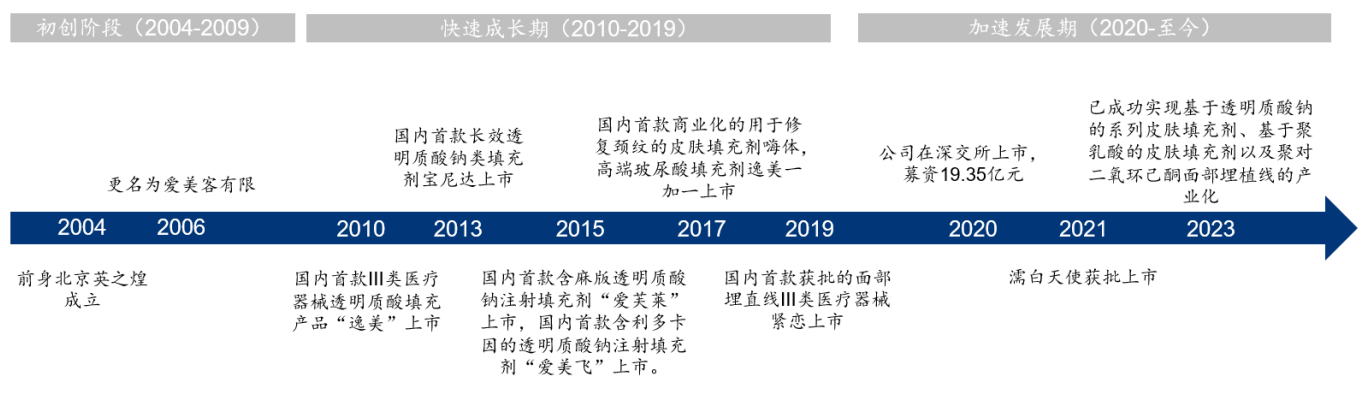 初创阶段（2004-2009）
快速成长期（2010-2019）
加速发展期（2020-至今）
更名为爱美客有限
国内首款长效透
明质酸钠类填充
剂宝尼达上市
国内首款商业化的用于修
复颈纹的皮肤填充剂嗨体，
高端玻尿酸填充剂逸美一
加一上市
公司在深交所上市，
募资19.35亿元
已成功实现基于透明质酸钠
的系列皮肤填充剂、基于聚
乳酸的皮肤填充剂以及聚对
二氧环己酮面部埋植线的产
业化
2004
2006
2010
2013
2015
2017
2019
2020
2021
2023
前身北京英之煌
成立
国内首款III类医疗
器械透明质酸填充
产品“逸美”上市
国内首款含麻版透明质酸
钠注射填充剂“爱芙莱”
上市，国内首款含利多卡
因的透明质酸钠注射填充
剂“爱美飞”上市。
国内首款获批的面部
埋直线III类医疗器械
紧恋上市
濡白天使获批上市